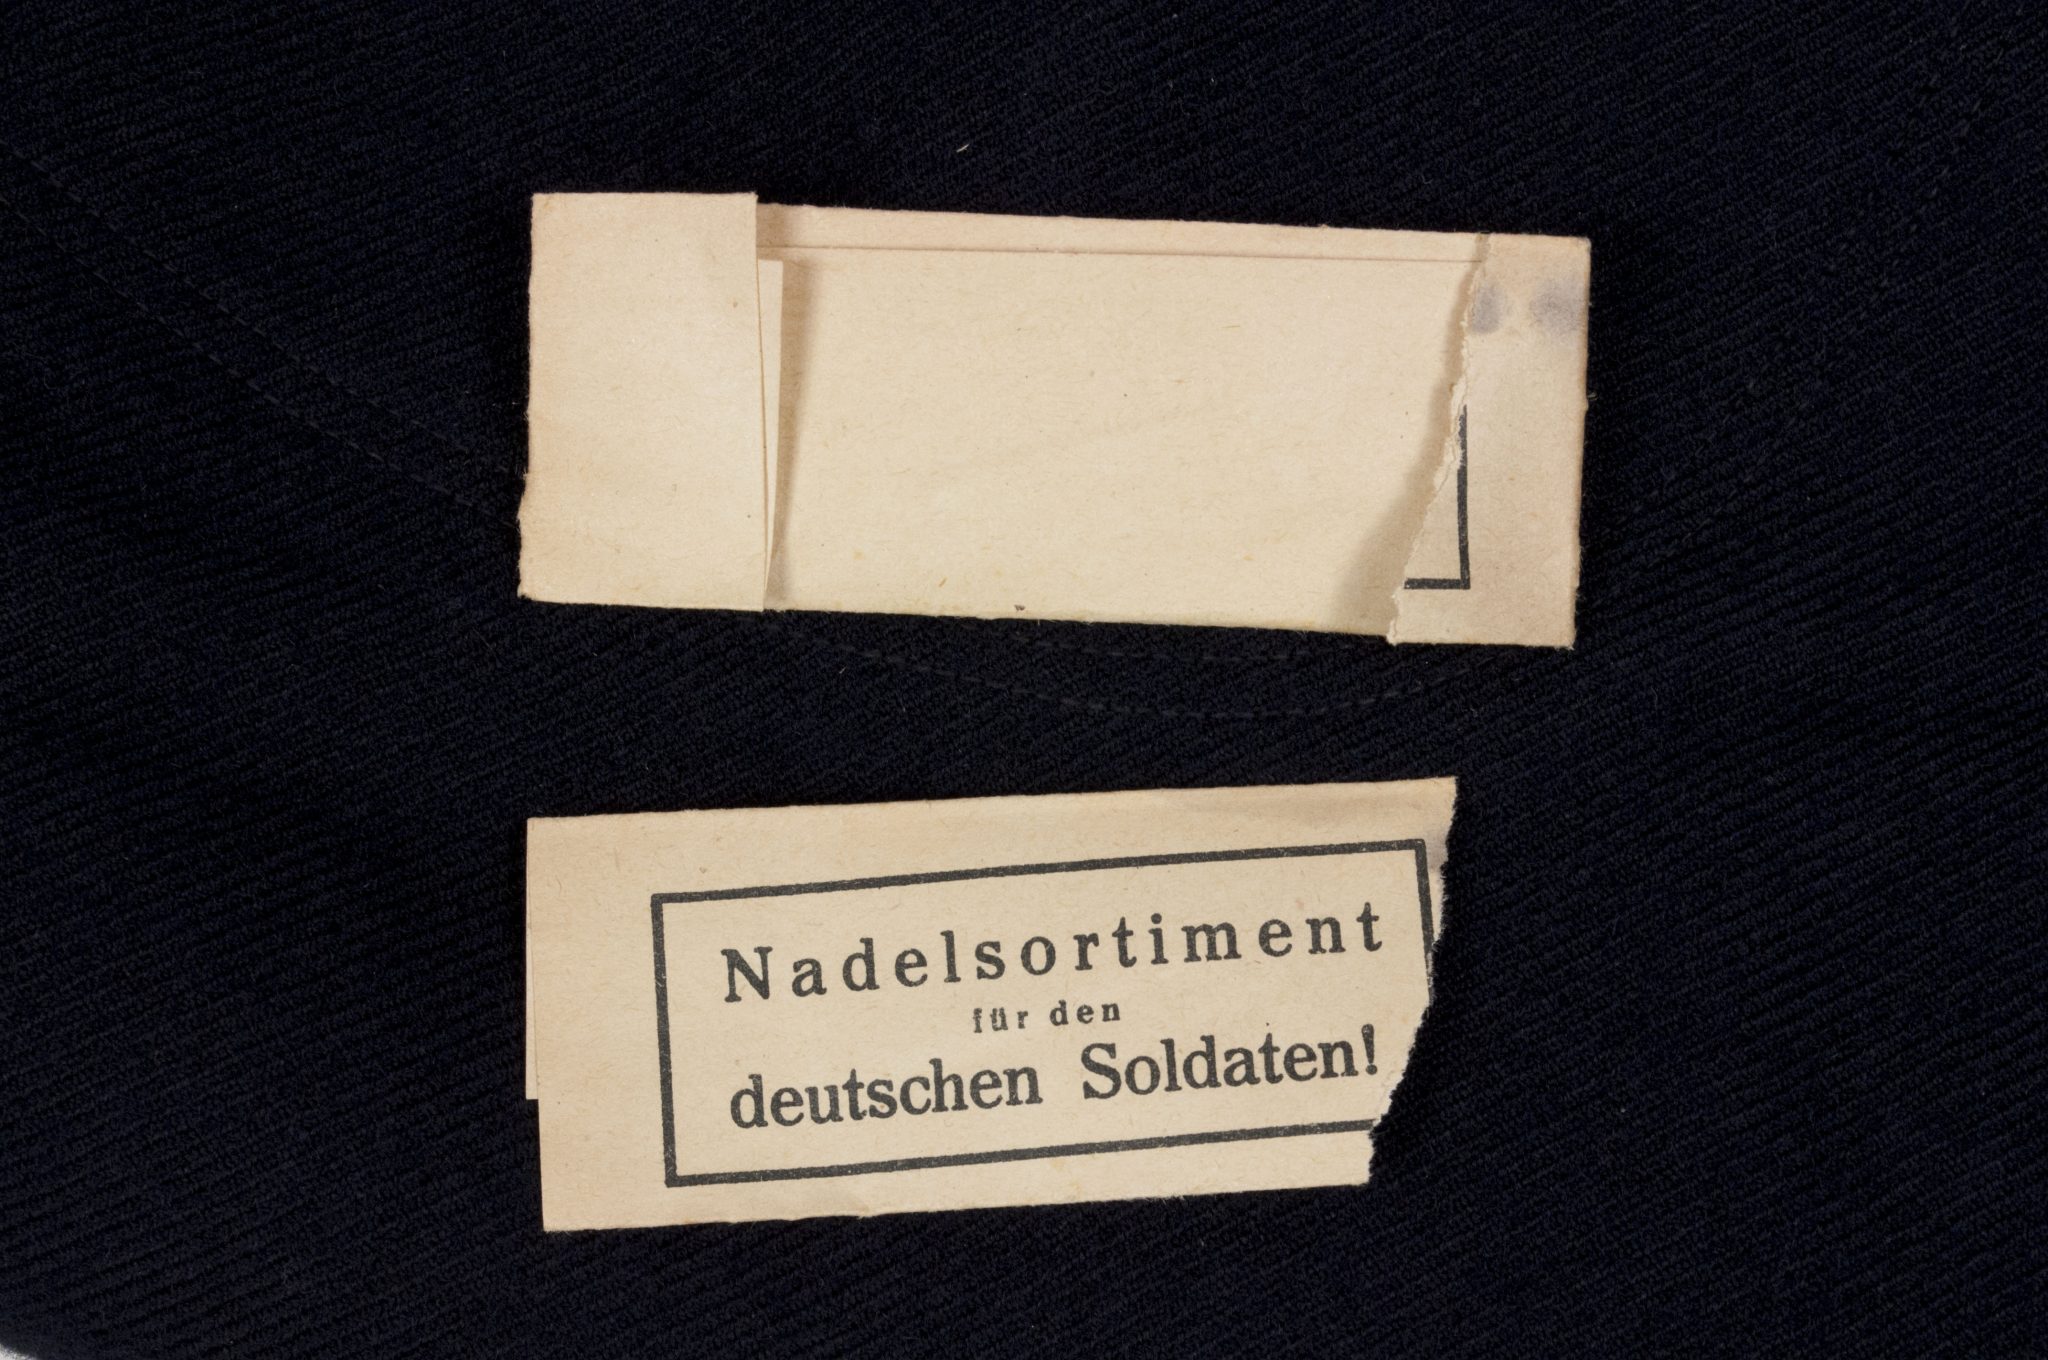 Nadelsortiment
für den
deutschen Soldaten!